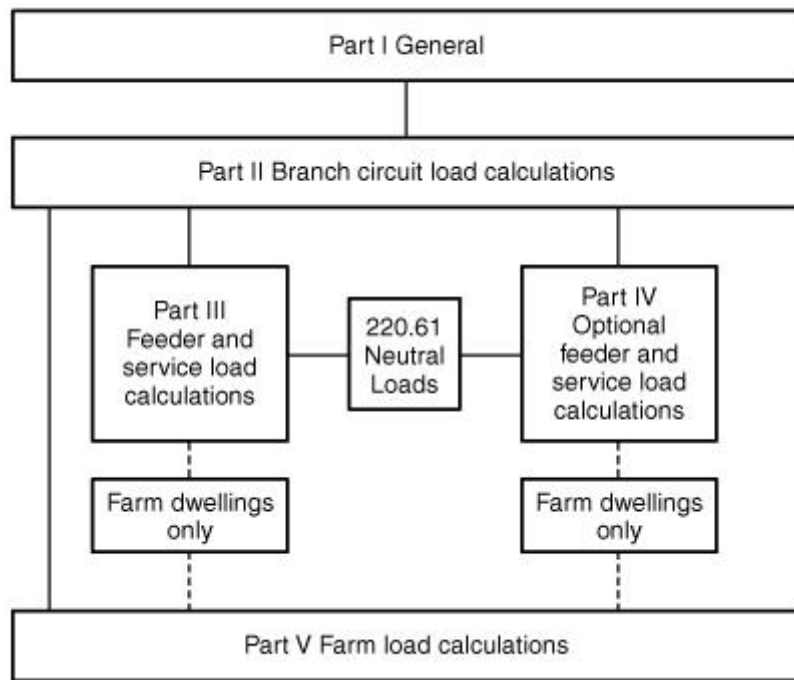 Part I General
Part II Branch circuit load calculations
Part III
Feeder and
service load
calculations
220.61
Neutral
Loads
Part IV
Optional
feeder and
service load
calculations
Farm dwellings
only
Farm dwellings
only
Part V Farm load calculations